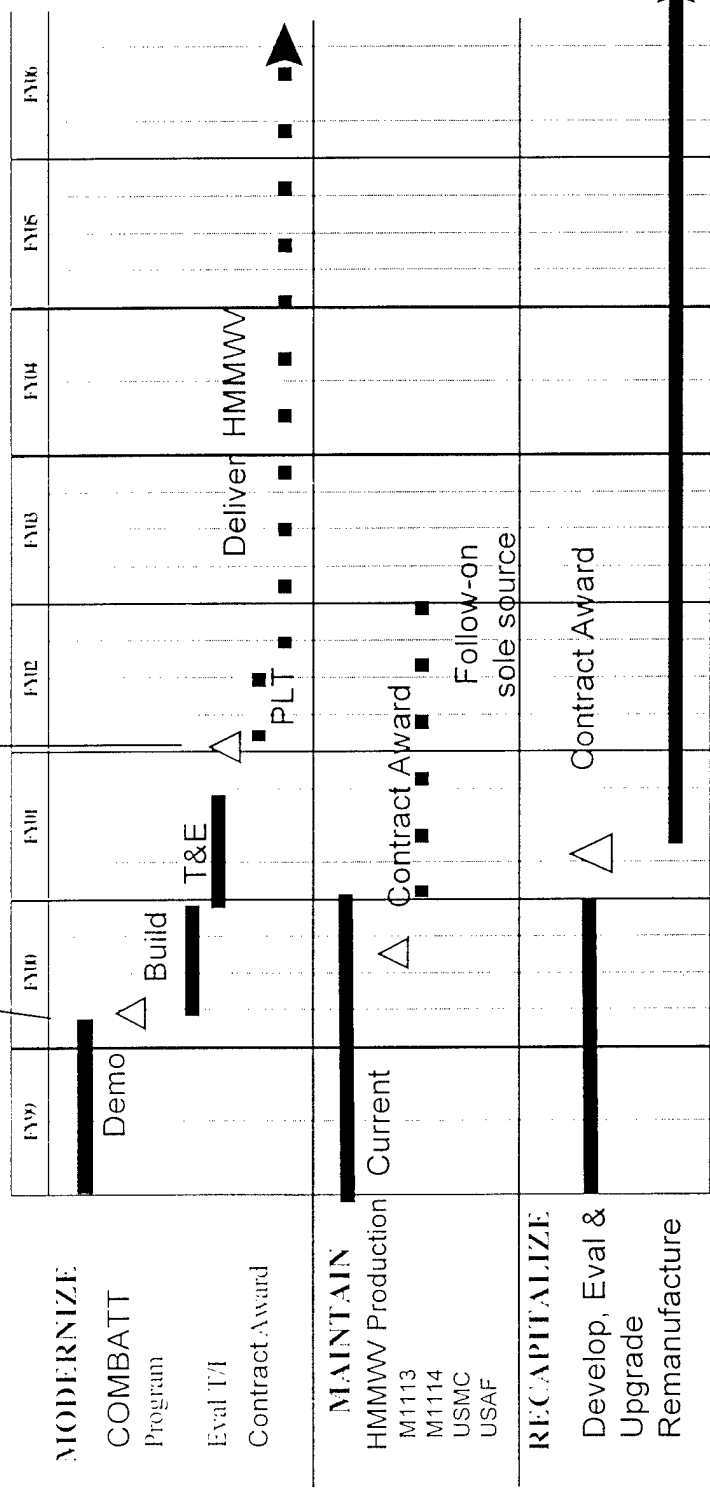 FY99 FY00 FY01 FY02 FY03 FY04 FY05 FY06
MODERNIZE
COMBATT
Program
Demo
Build
Eval T/I
T&E
Contract Award
PLT
Deliver HMMWV
MAINTAIN
HMMWV Production Current
M1113
M1114
USMC
USAF
Contract Award
Follow-on
sole source
RECAPITALIZE
Develop, Eval &
Upgrade
Remanufacture
Contract Award